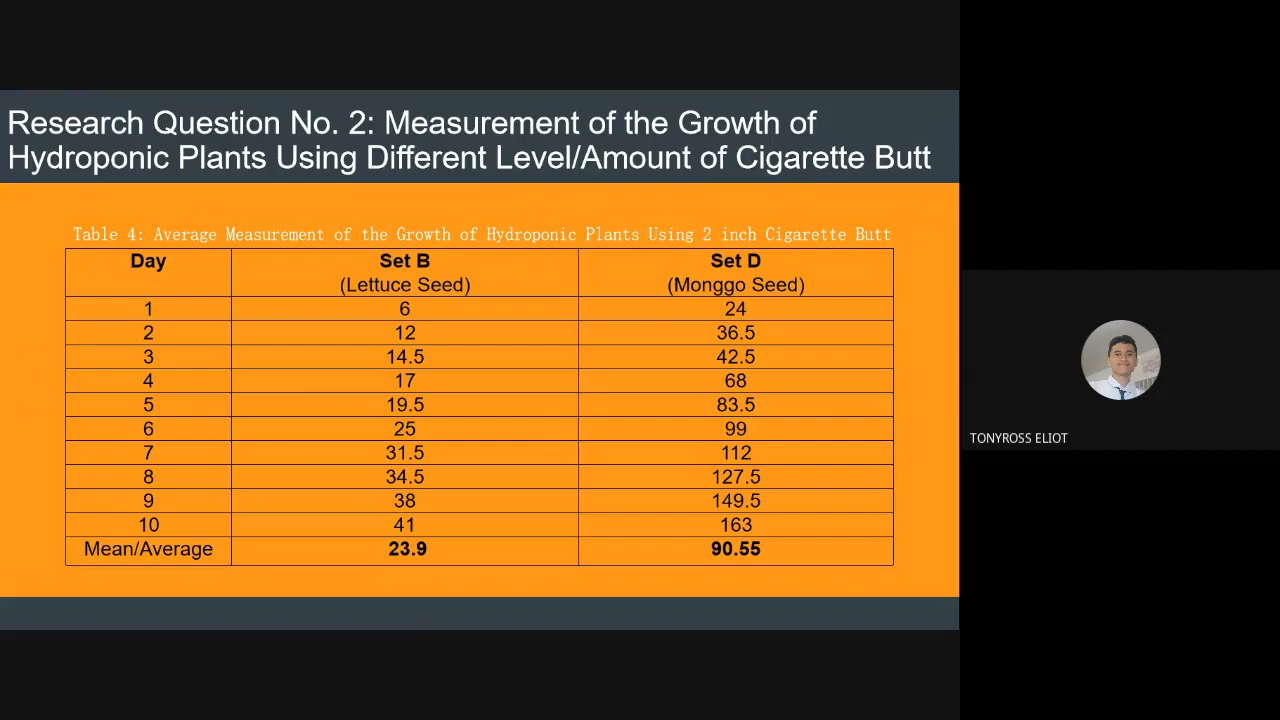 Research Question No. 2: Measurement of the Growth of
Hydroponic Plants Using Different Level/Amount of Cigarette Butt
Table 4: Average Measurement of the Growth of Hydroponic Plants Using 2 inch Cigarette Butt
Day Set B Set D
(Lettuce Seed) (Monggo Seed)
1 6 24
2 12 36.5
3 14.5 42.5
4 17 68
5 19.5 83.5
6 25 99
7 31.5 112
8 34.5 127.5
9 38 149.5
10 41 163
Mean/Average 23.9 90.55
TONYROSS ELIOT